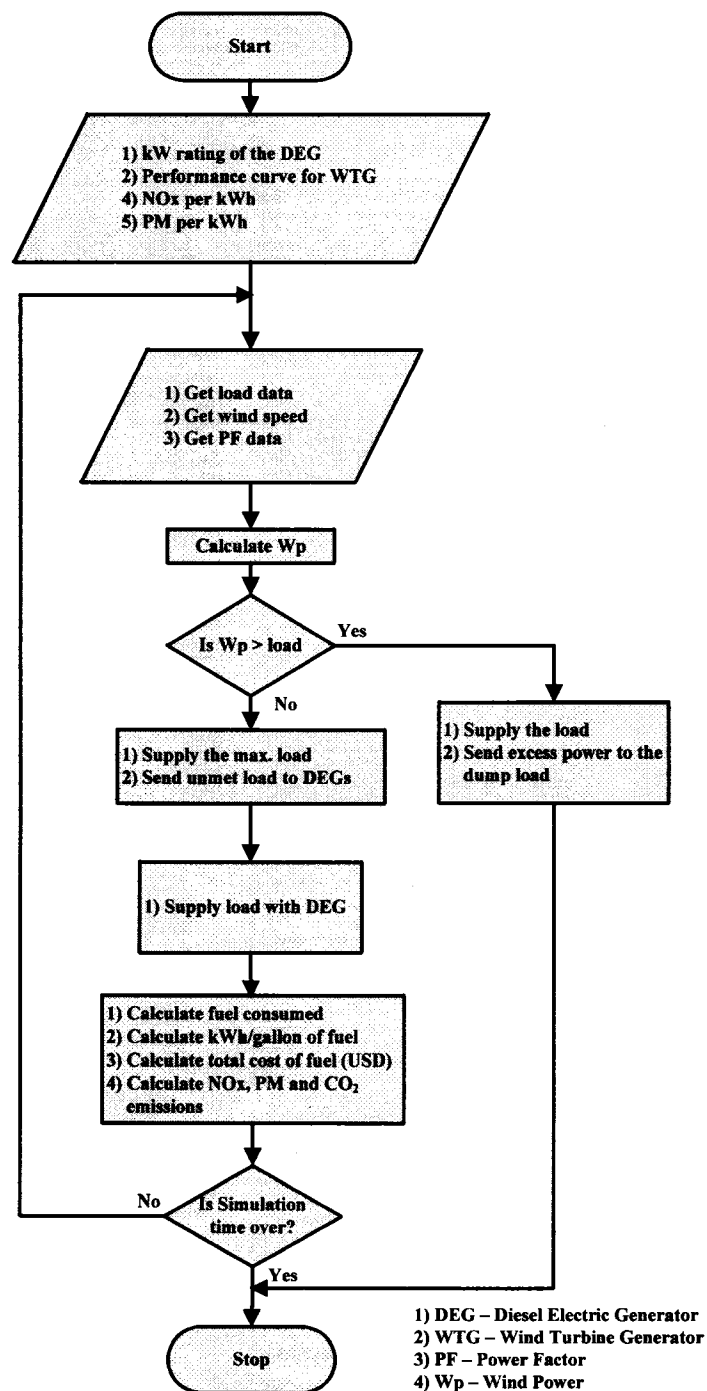 Start
1) kW rating of the DEG
2) Performance curve for WTG
4) NOx per kWh
5) PM per kWh
1) Get load data
2) Get wind speed
3) Get PF data
Calculate Wp
Is Wp > load
Yes
No
1) Supply the max. load
2) Send unmet load to DEGs
1) Supply the load
2) Send excess power to the
dump load
1) Supply load with DEG
1) Calculate fuel consumed
2) Calculate kWh/gallon of fuel
3) Calculate total cost of fuel (USD)
4) Calculate NOx, PM and CO₂
emissions
No
Is Simulation
time over?
Yes
Stop
1) DEG – Diesel Electric Generator
2) WTG – Wind Turbine Generator
3) PF – Power Factor
4) Wp – Wind Power